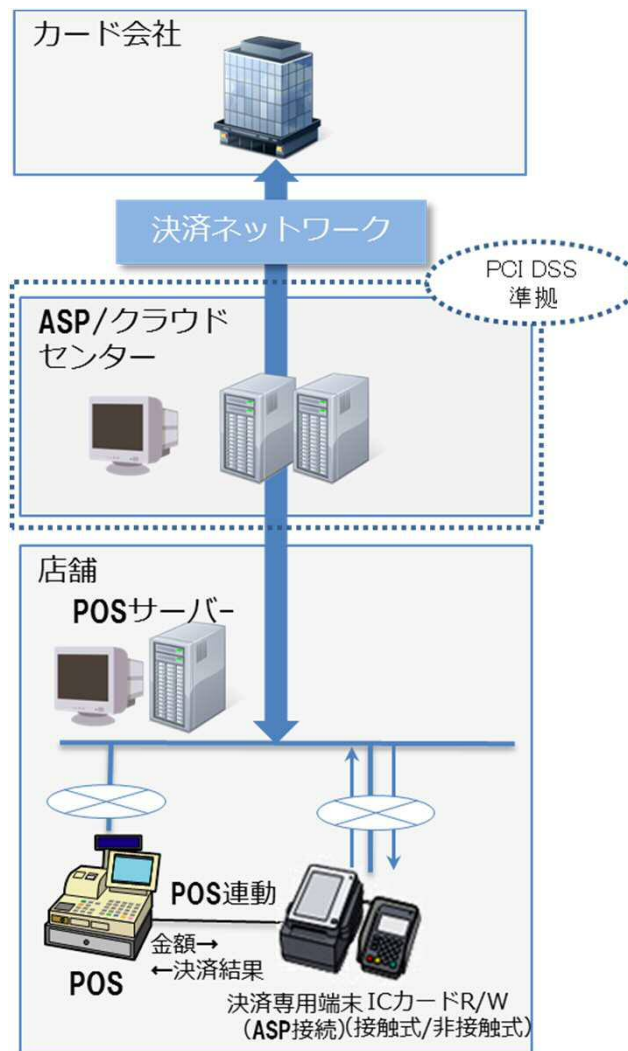 カード会社
決済ネットワーク
PCI DSS
準拠
ASP/クラウド
センター
店舗
POSサーバー
POS連動
金額→
←決済結果
POS
決済専用端末 ICカードR/W
(ASP接続)(接触式/非接触式)